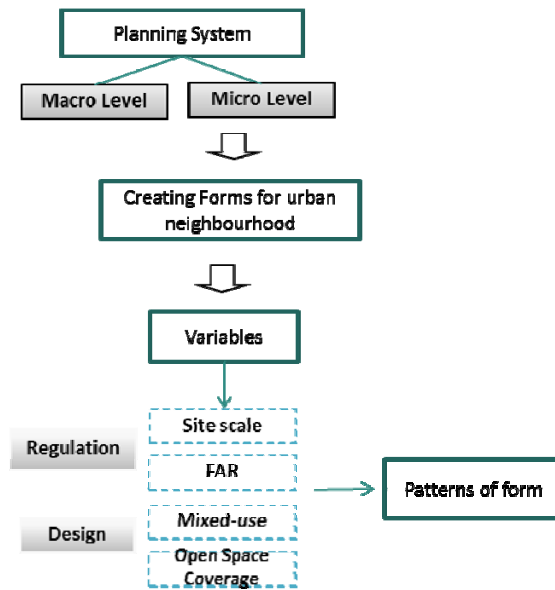 Planning System
Macro Level
Micro Level
Creating Forms for urban
neighbourhood
Variables
Site scale
Regulation
FAR
Patterns of form
Mixed-use
Design
Open Space
Coverage